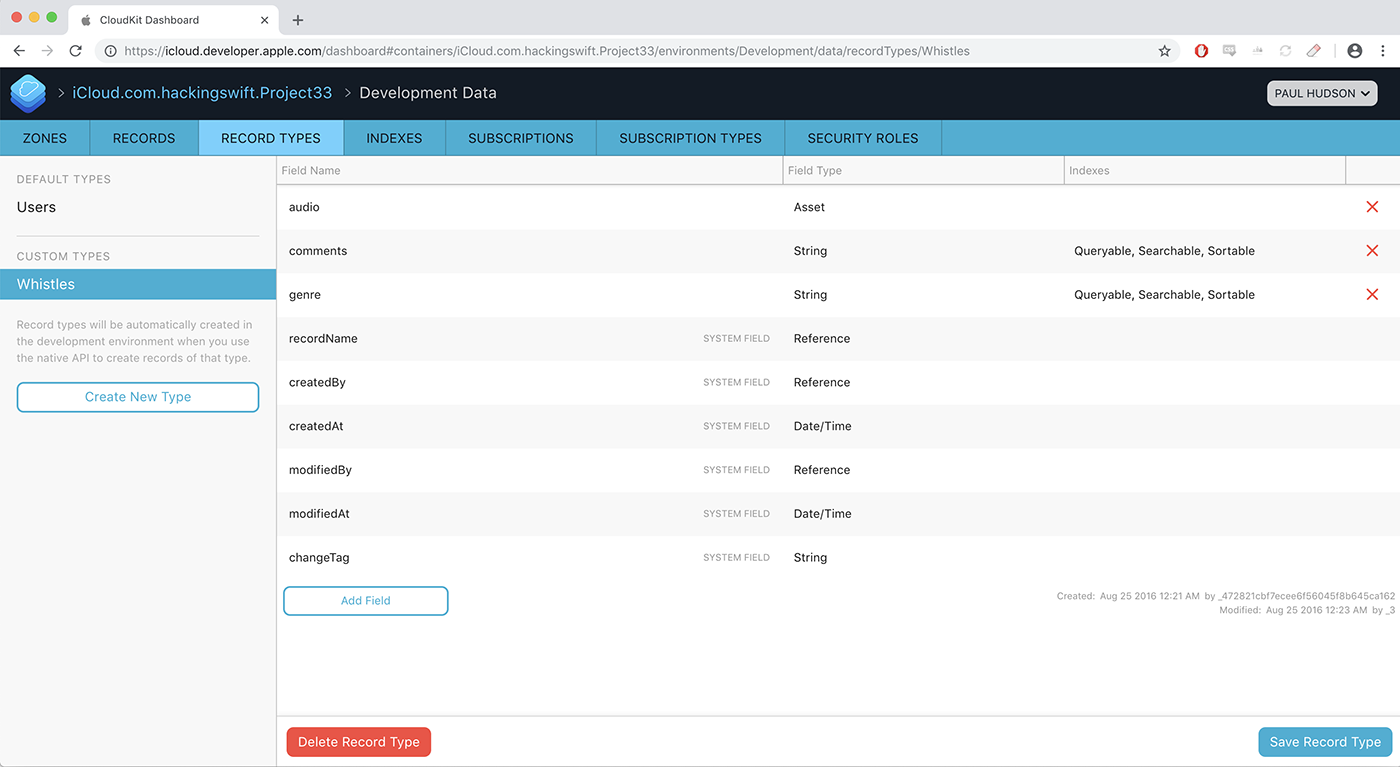 CloudKit Dashboard
https://icloud.developer.apple.com/dashboard#containers/iCloud.com.hackingswift.Project33/environments/Development/data/recordTypes/Whistles
> iCloud.com.hackingswift.Project33 > Development Data
PAUL HUDSON
ZONES RECORDS RECORD TYPES INDEXES SUBSCRIPTIONS SUBSCRIPTION TYPES SECURITY ROLES
DEFAULT TYPES
Users
CUSTOM TYPES
Whistles
Record types will be automatically created in
the development environment when you use
the native API to create records of that type.
Create New Type
Field Name Field Type Indexes
audio Asset
comments String Queryable, Searchable, Sortable
genre String Queryable, Searchable, Sortable
recordName SYSTEM FIELD Reference
createdBy SYSTEM FIELD Reference
createdAt SYSTEM FIELD Date/Time
modifiedBy SYSTEM FIELD Reference
modifiedAt SYSTEM FIELD Date/Time
changeTag SYSTEM FIELD String
Add Field
Created: Aug 25 2016 12:21 AM by _472821cbf7ecee6f56045f8b645ca162
Modified: Aug 25 2016 12:23 AM by _3
Delete Record Type
Save Record Type